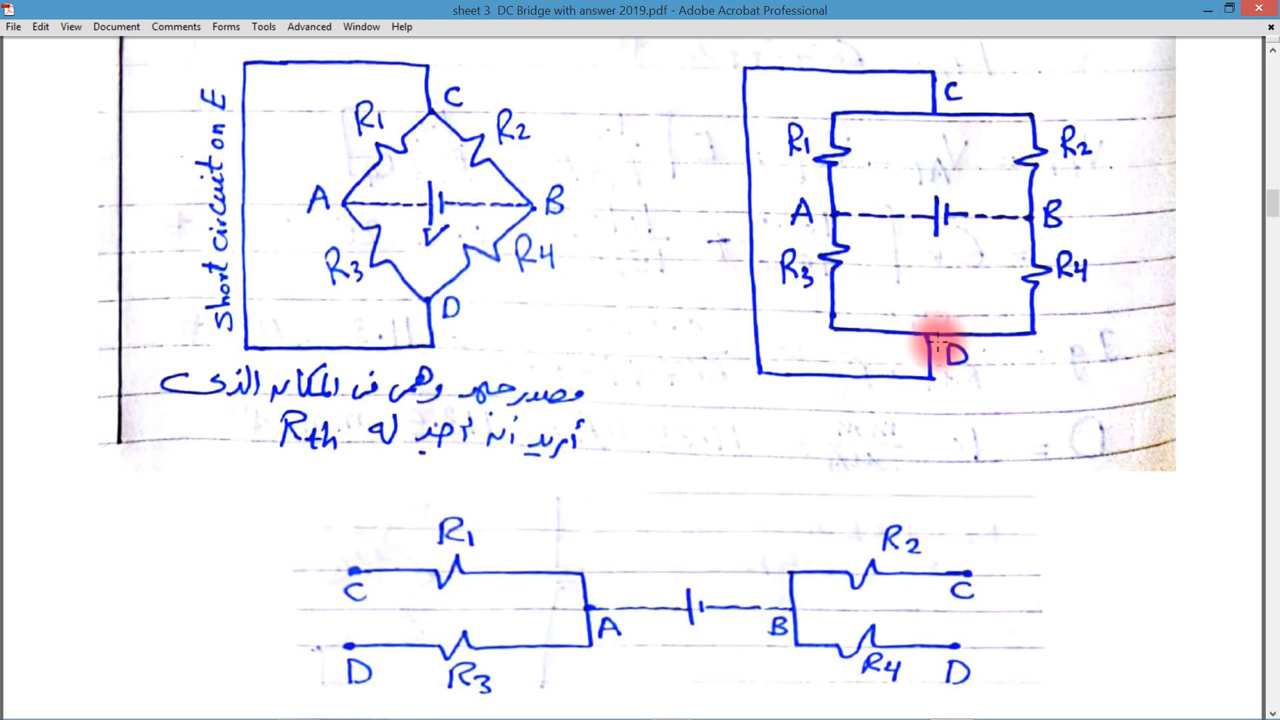 sheet 3 DC Bridge with answer 2019.pdf - Adobe Acrobat Professional
File Edit View Document Comments Forms Tools Advanced Window Help
Short circuit on E
C
R1
R2
A
B
R3
R4
D
C
R1
R2
A
B
R3
R4
D
مصدر جهد وهمى فى المكان الذى
أريد أن أجيب له Rth
R1
R2
C
C
A
B
D
R3
R4
D